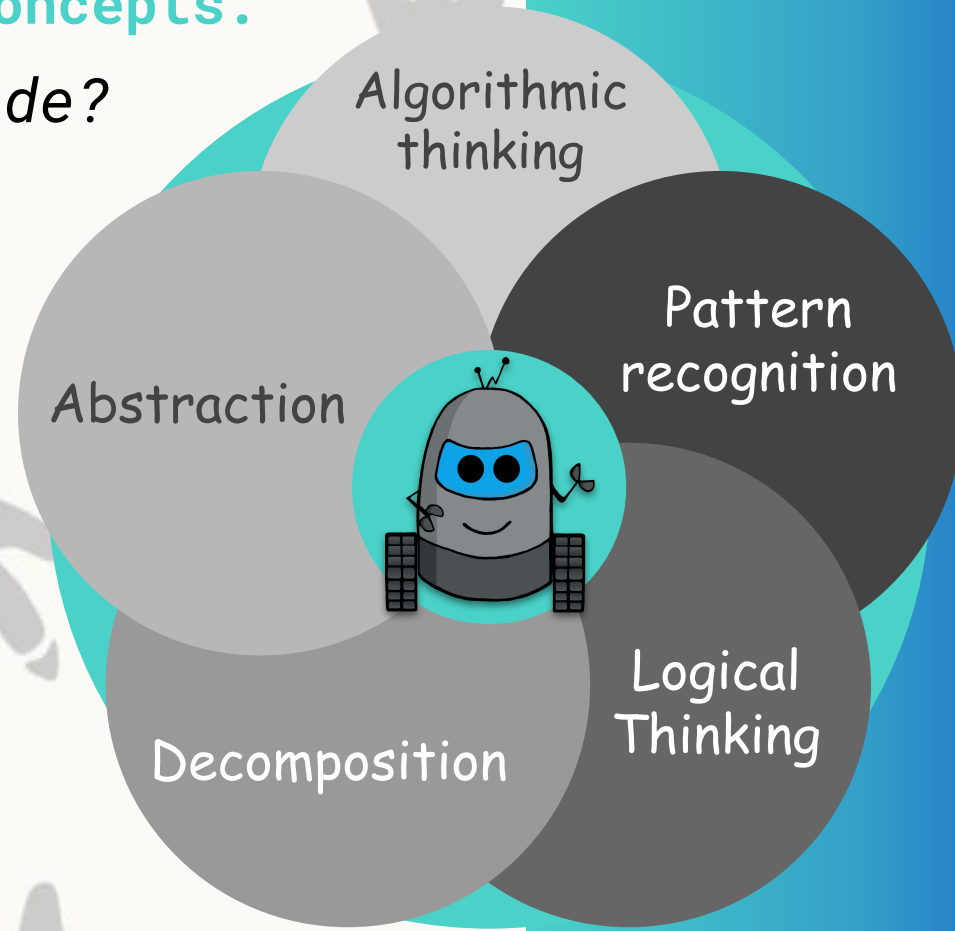 oncepts.
de?
Algorithmic
thinking
Pattern
recognition
Abstraction
Logical
Thinking
Decomposition